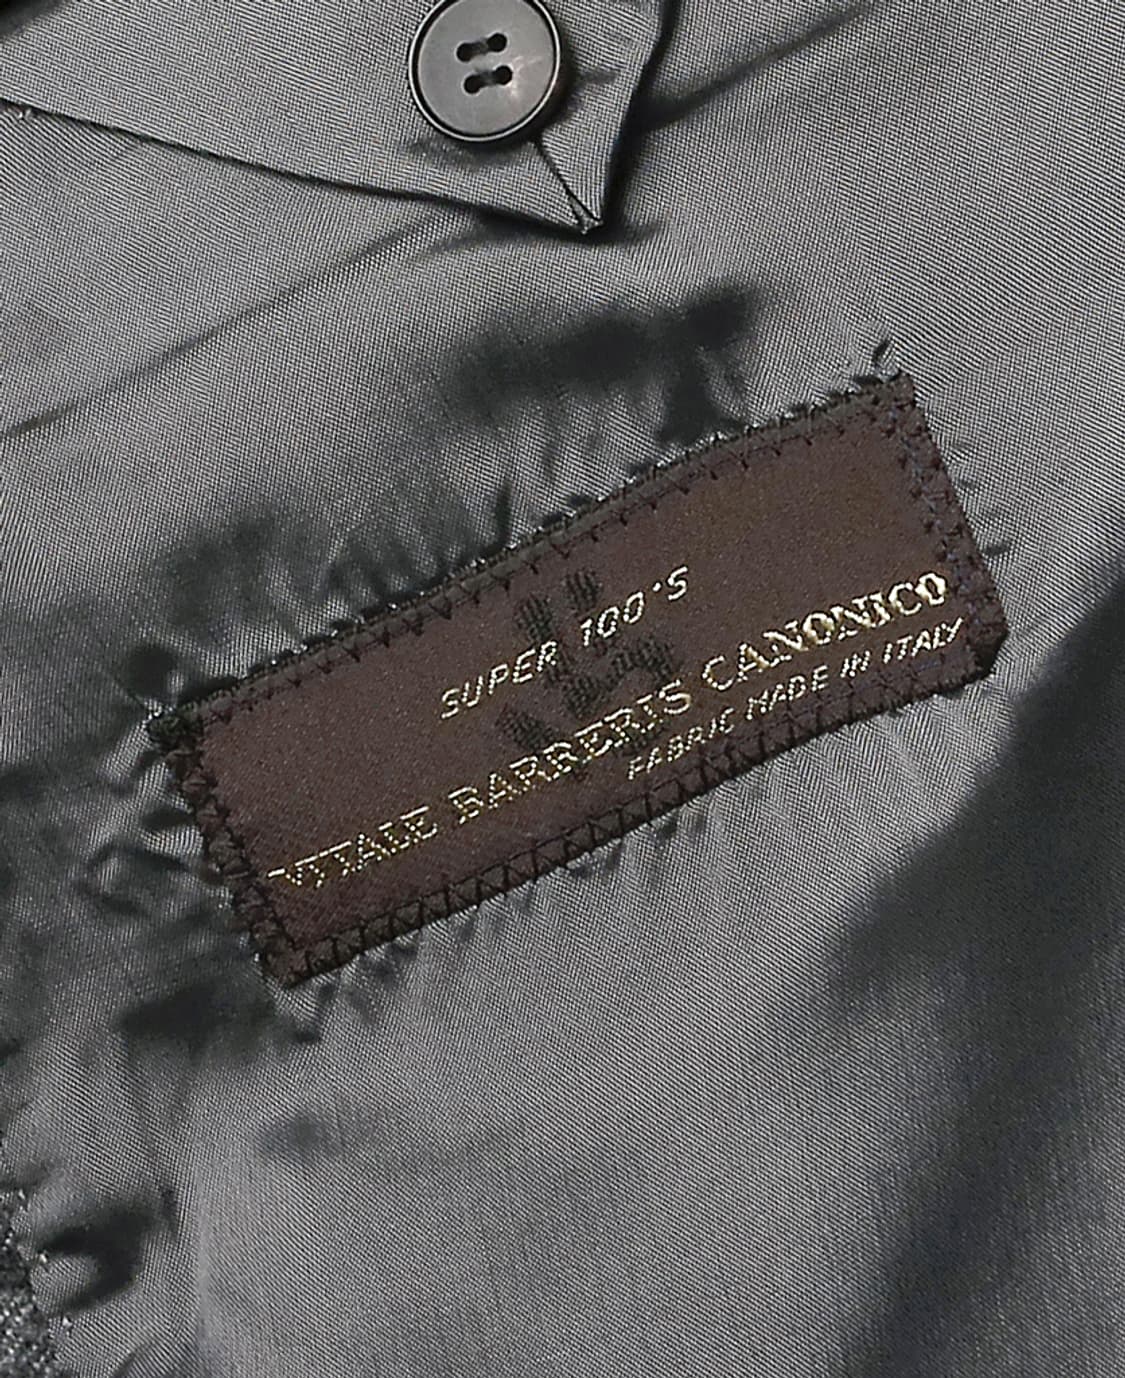 SUPER 100'S
VITALE BARBERIS CANONICO
FABRIC MADE IN ITALY